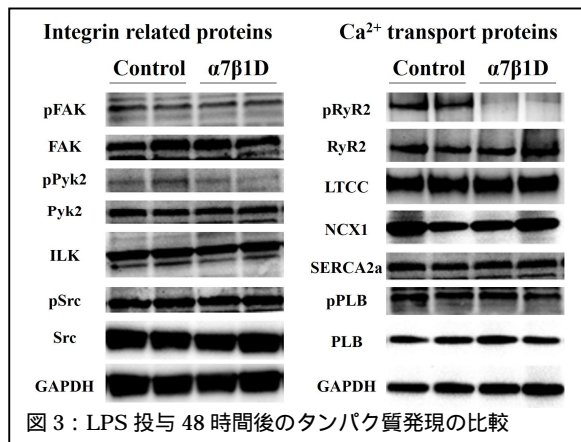 Integrin related proteins
Control α7β1D
pFAK
FAK
pPyk2
Pyk2
ILK
pSrc
Src
GAPDH
Ca²⁺ transport proteins
Control α7β1D
pRyR2
RyR2
LTCC
NCX1
SERCA2a
pPLB
PLB
GAPDH
図 3：LPS 投与 48 時間後のタンパク質発現の比較